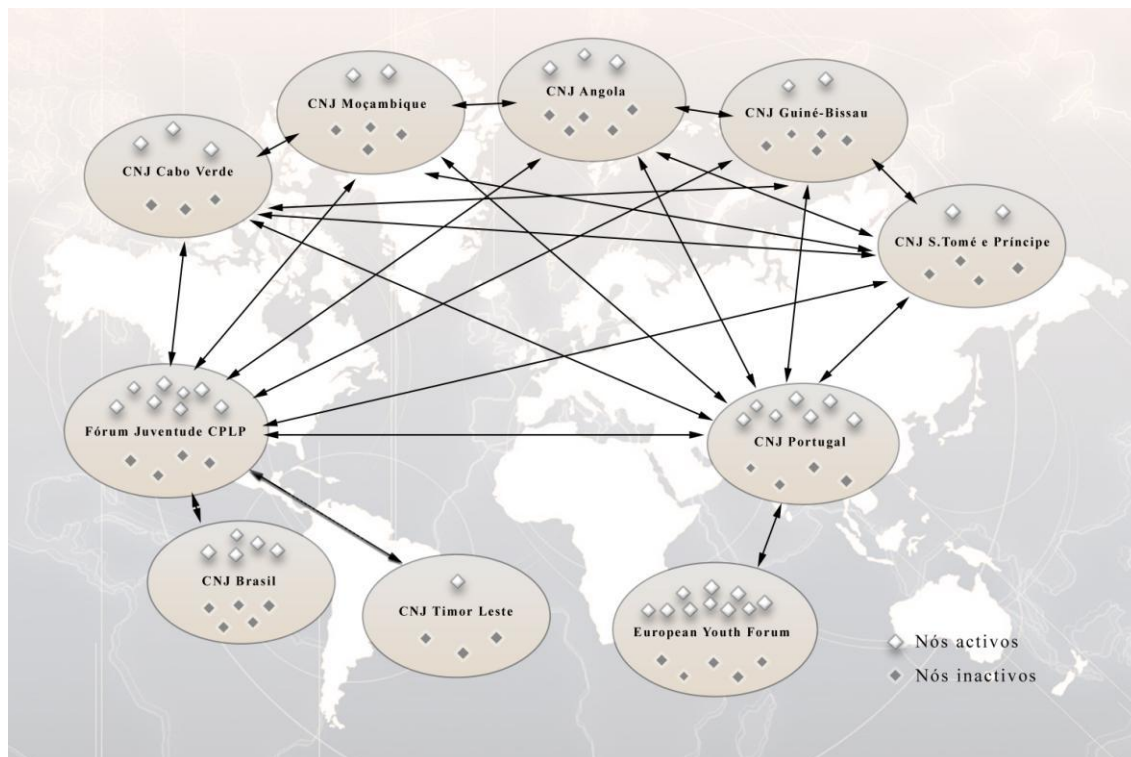 CNJ Moçambique
CNJ Angola
CNJ Guiné-Bissau
CNJ Cabo Verde
CNJ S.Tomé e Príncipe
Fórum Juventude CPLP
CNJ Portugal
CNJ Brasil
CNJ Timor Leste
European Youth Forum
Nós activos
Nós inactivos